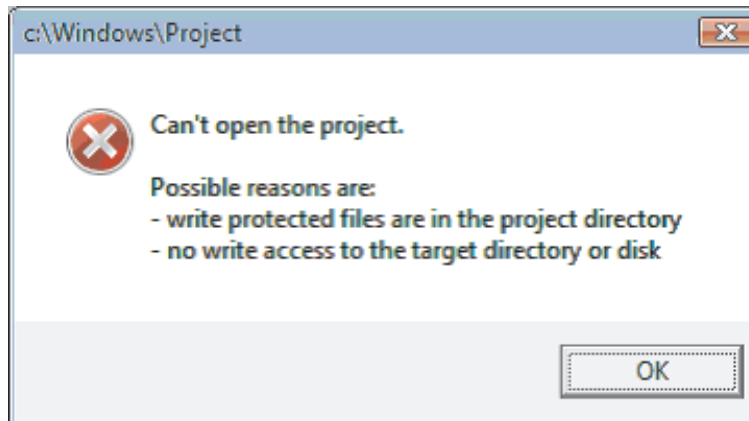 c:\Windows\Project
Can't open the project.
Possible reasons are:
- write protected files are in the project directory
- no write access to the target directory or disk
OK